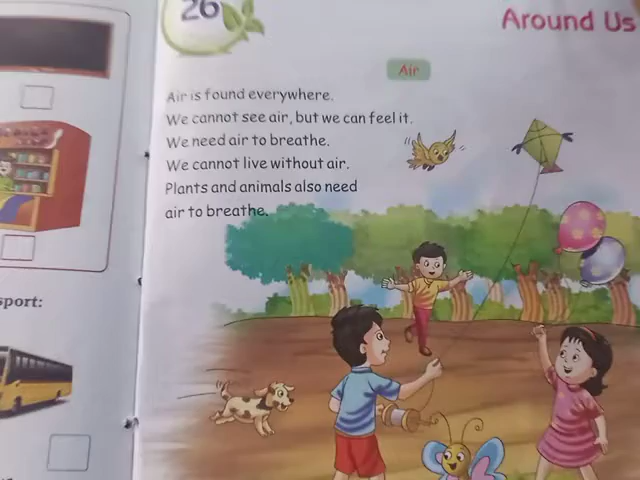 26
Around Us
Air
Air is found everywhere.
We cannot see air, but we can feel it.
We need air to breathe.
We cannot live without air.
Plants and animals also need
air to breathe.
sport: